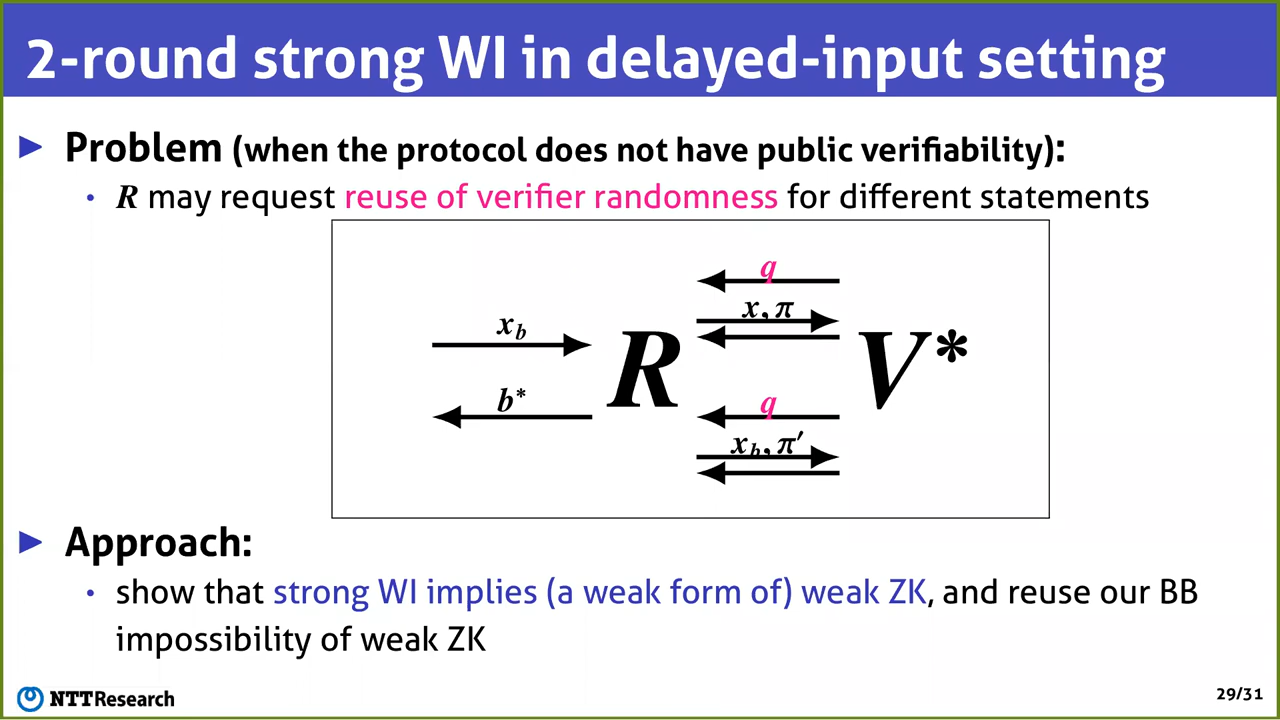 2-round strong WI in delayed-input setting
▶ Problem (when the protocol does not have public verifiability):
• R may request reuse of verifier randomness for different statements
q
x, π
x_b
R
V*
b*
q
x_b, π′
▶ Approach:
• show that strong WI implies (a weak form of) weak ZK, and reuse our BB
impossibility of weak ZK
NTT Research
29/31